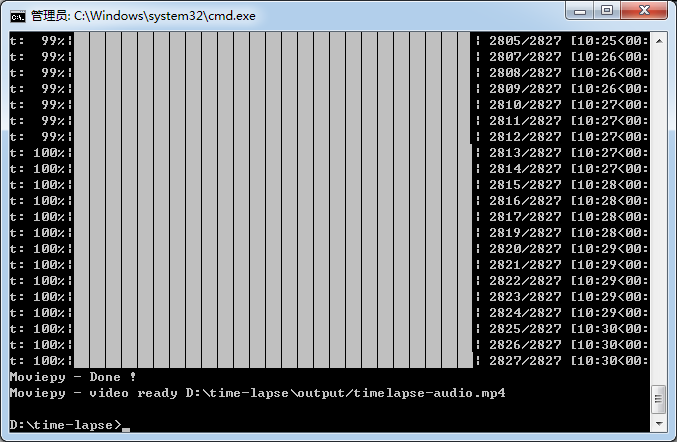 管理员: C:\Windows\system32\cmd.exe
t:  99%¦ ¦ 2805/2827 [10:25<00:
t:  99%¦ ¦ 2807/2827 [10:26<00:
t:  99%¦ ¦ 2808/2827 [10:26<00:
t:  99%¦ ¦ 2809/2827 [10:26<00:
t:  99%¦ ¦ 2810/2827 [10:27<00:
t:  99%¦ ¦ 2811/2827 [10:27<00:
t:  99%¦ ¦ 2812/2827 [10:27<00:
t: 100%¦ ¦ 2813/2827 [10:27<00:
t: 100%¦ ¦ 2814/2827 [10:27<00:
t: 100%¦ ¦ 2815/2827 [10:28<00:
t: 100%¦ ¦ 2816/2827 [10:28<00:
t: 100%¦ ¦ 2817/2827 [10:28<00:
t: 100%¦ ¦ 2819/2827 [10:28<00:
t: 100%¦ ¦ 2820/2827 [10:29<00:
t: 100%¦ ¦ 2821/2827 [10:29<00:
t: 100%¦ ¦ 2822/2827 [10:29<00:
t: 100%¦ ¦ 2823/2827 [10:29<00:
t: 100%¦ ¦ 2824/2827 [10:29<00:
t: 100%¦ ¦ 2825/2827 [10:30<00:
t: 100%¦ ¦ 2826/2827 [10:30<00:
t: 100%¦ ¦ 2827/2827 [10:30<00:
Moviepy - Done !
Moviepy - video ready D:\time-lapse\output/timelapse-audio.mp4
D:\time-lapse>_